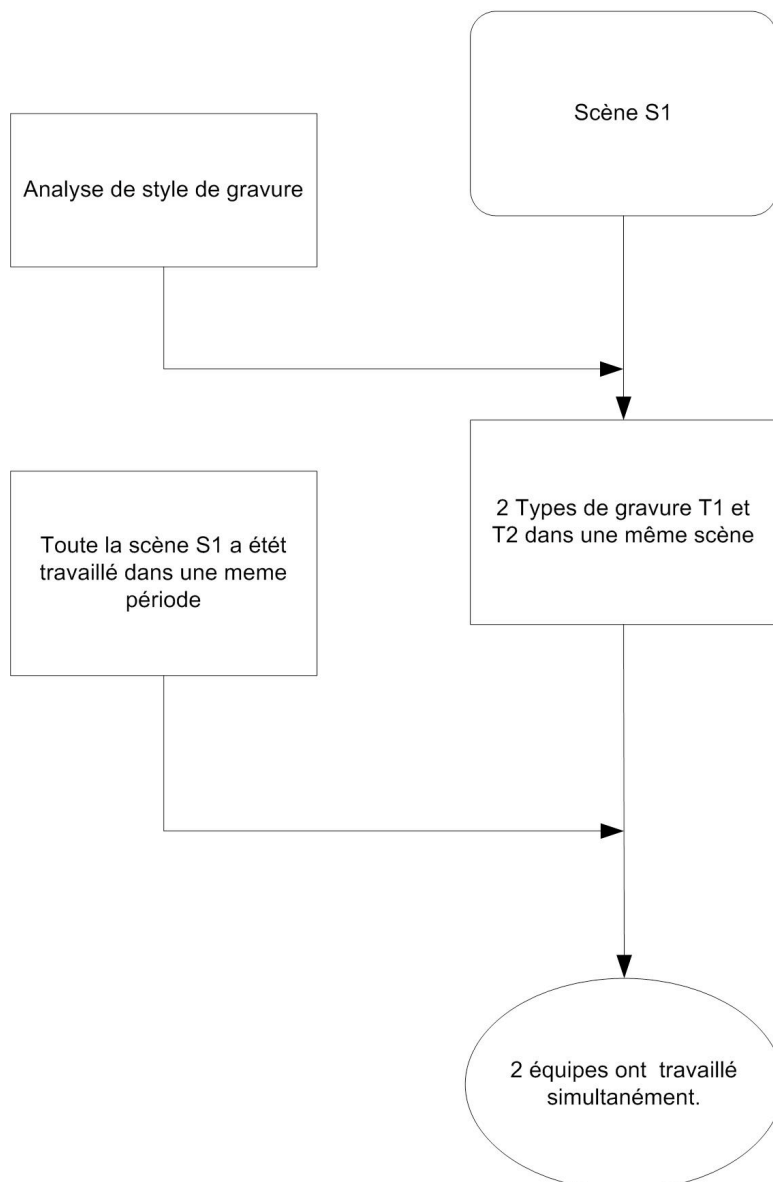 Scène S1
Analyse de style de gravure
2 Types de gravure T1 et
T2 dans une même scène
Toute la scène S1 a étét
travaillé dans une meme
période
2 équipes ont  travaillé
simultanément.